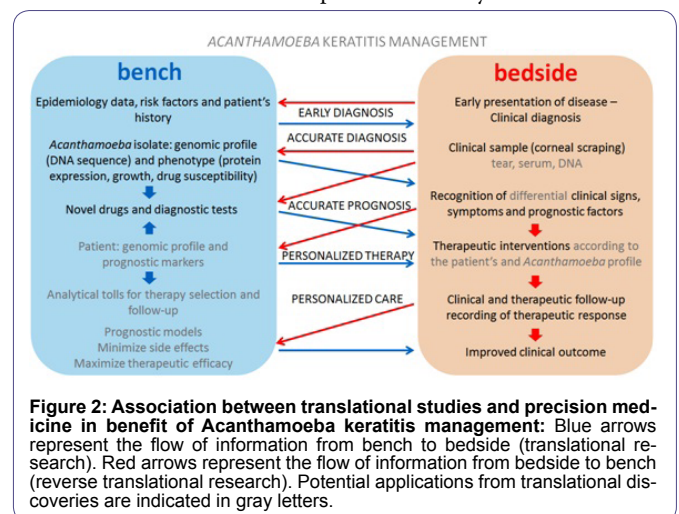 ACANTHAMOEBA KERATITIS MANAGEMENT
bench
Epidemiology data, risk factors and patient's
history
Acanthamoeba isolate: genomic profile
(DNA sequence) and phenotype (protein
expression, growth, drug susceptibility)
Novel drugs and diagnostic tests
Patient: genomic profile and
prognostic markers
Analytical tolls for therapy selection and
follow-up
Prognostic models
Minimize side effects
Maximize therapeutic efficacy
EARLY DIAGNOSIS
ACCURATE DIAGNOSIS
ACCURATE PROGNOSIS
PERSONALIZED THERAPY
PERSONALIZED CARE
bedside
Early presentation of disease –
Clinical diagnosis
Clinical sample (corneal scraping)
tear, serum, DNA
Recognition of differential clinical signs,
symptoms and prognostic factors
Therapeutic interventions according to
the patient's and Acanthamoeba profile
Clinical and therapeutic follow-up
recording of therapeutic response
Improved clinical outcome
Figure 2: Association between translational studies and precision med-
icine in benefit of Acanthamoeba keratitis management: Blue arrows
represent the flow of information from bench to bedside (translational re-
search). Red arrows represent the flow of information from bedside to bench
(reverse translational research). Potential applications from translational dis-
coveries are indicated in gray letters.